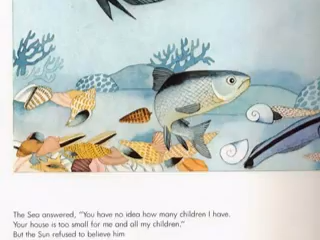 The Sea answered, "You have no idea how many children I have.
Your house is too small for me and all my children."
But the Sun refused to believe him